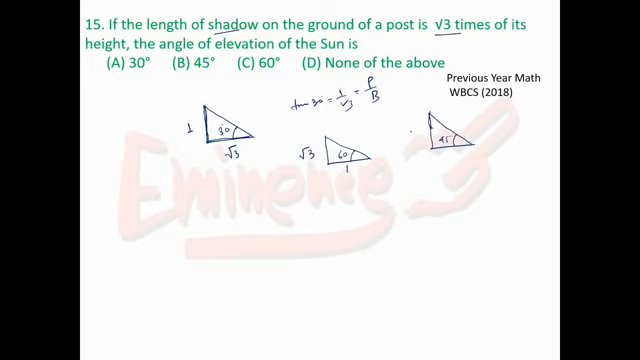 15. If the length of shadow on the ground of a post is √3 times of its
height, the angle of elevation of the Sun is
(A) 30° (B) 45° (C) 60° (D) None of the above
Previous Year Math
WBCS (2018)
tan 30 = 1/√3 = P/B
1 30 √3
√3 60 1
45
Eminence